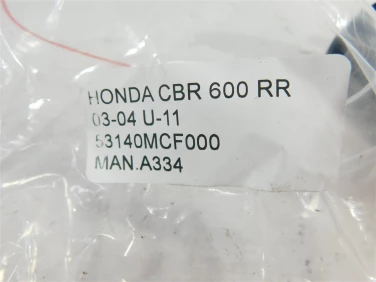 HONDA CBR 600 RR
03-04 U-11
53140MCF000
MAN.A334